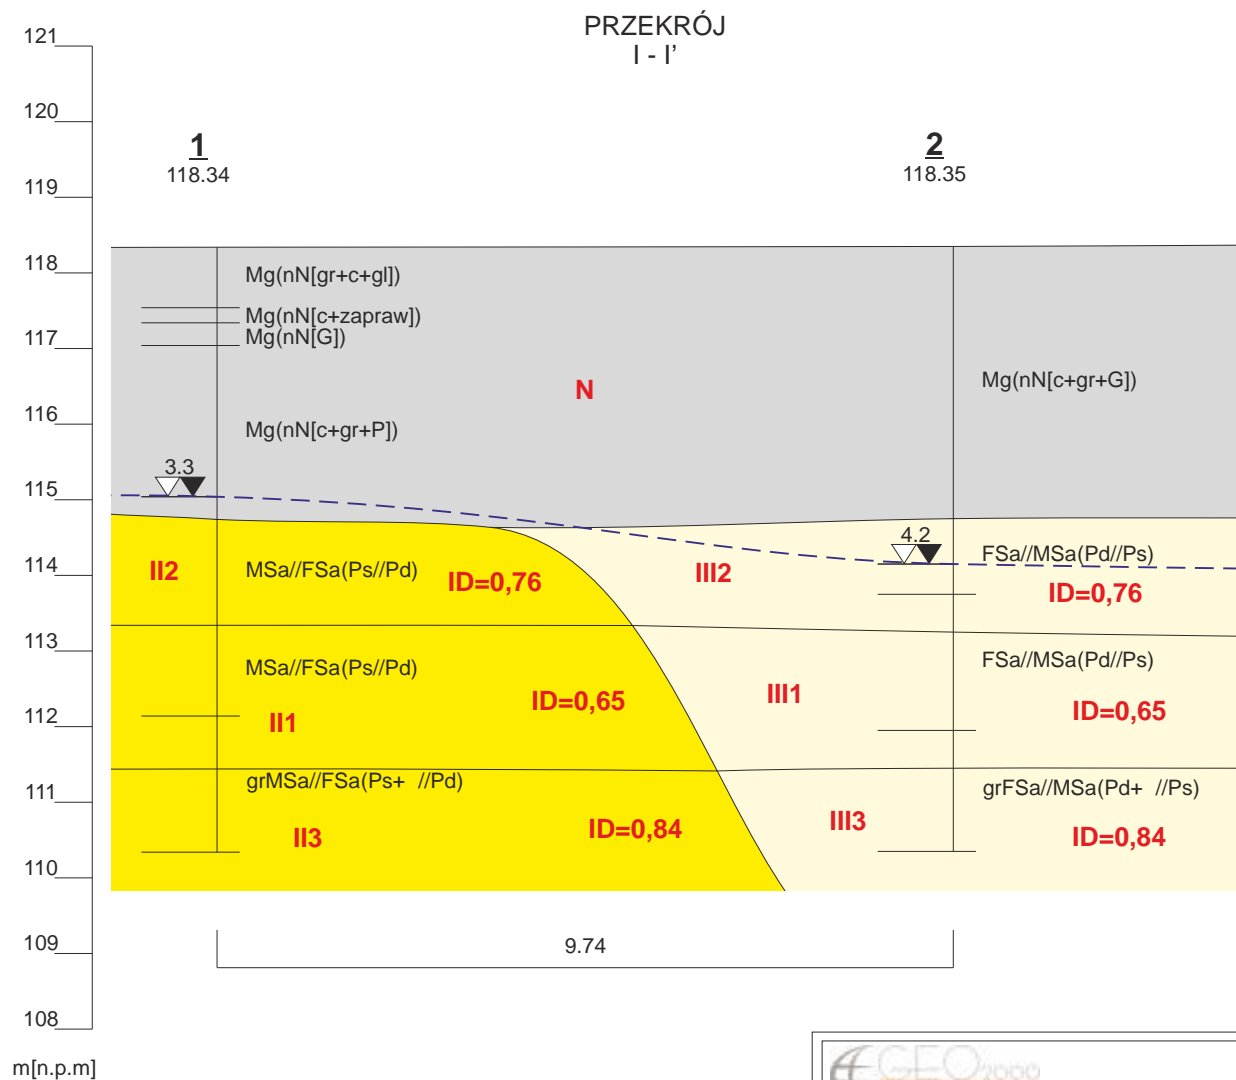 PRZEKRÓJ
I - I’
121
120
119
118
117
116
115
114
113
112
111
110
109
108
m[n.p.m]
1
118.34
2
118.35
Mg(nN[gr+c+gl])
Mg(nN[c+zapraw])
Mg(nN[G])
N
Mg(nN[c+gr+G])
Mg(nN[c+gr+P])
3.3
4.2
II2
MSa//FSa(Ps//Pd)
ID=0,76
III2
FSa//MSa(Pd//Ps)
ID=0,76
MSa//FSa(Ps//Pd)
II1
ID=0,65
III1
FSa//MSa(Pd//Ps)
ID=0,65
grMSa//FSa(Ps+ //Pd)
II3
ID=0,84
III3
grFSa//MSa(Pd+ //Ps)
ID=0,84
9.74
GEO2000